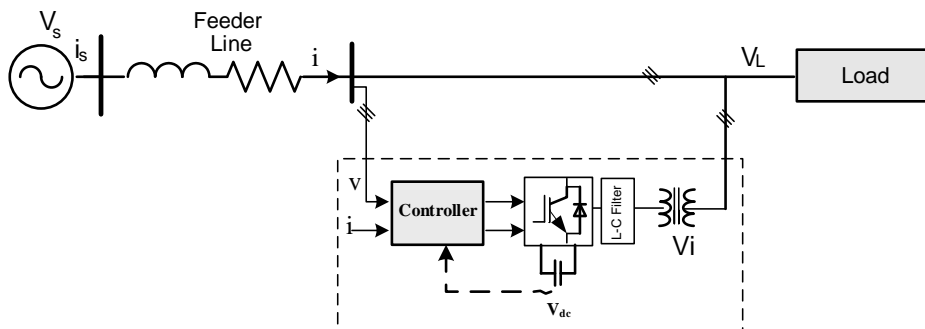 Vs
is
Feeder
Line
i
VL
Load
v
i
Controller
L-C Filter
Vi
Vdc